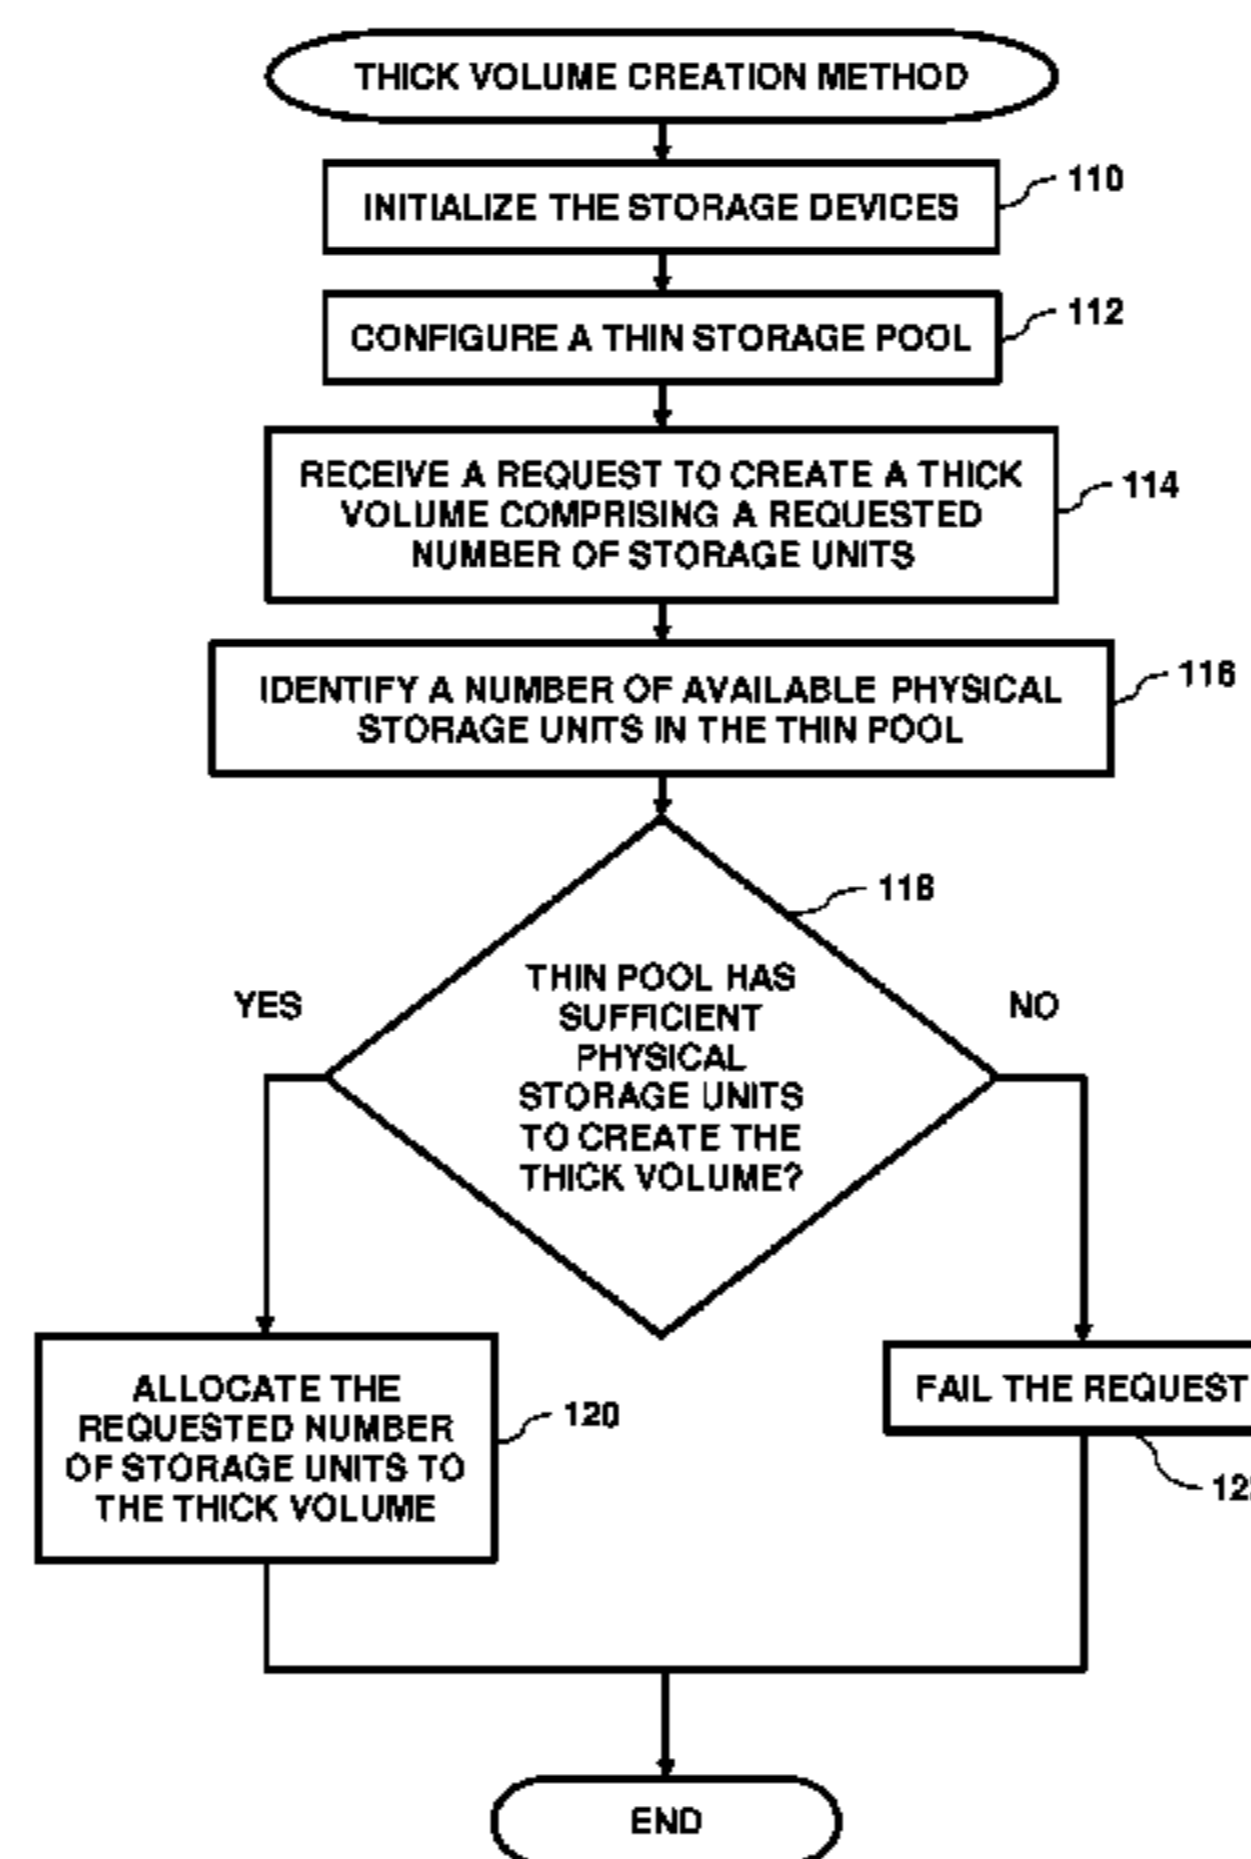 THICK VOLUME CREATION METHOD
INITIALIZE THE STORAGE DEVICES
110
CONFIGURE A THIN STORAGE POOL
112
RECEIVE A REQUEST TO CREATE A THICK
VOLUME COMPRISING A REQUESTED
NUMBER OF STORAGE UNITS
114
IDENTIFY A NUMBER OF AVAILABLE PHYSICAL
STORAGE UNITS IN THE THIN POOL
116
118
THIN POOL HAS
SUFFICIENT
PHYSICAL
STORAGE UNITS
TO CREATE THE
THICK VOLUME?
YES
NO
ALLOCATE THE
REQUESTED NUMBER
OF STORAGE UNITS TO
THE THICK VOLUME
120
FAIL THE REQUEST
END